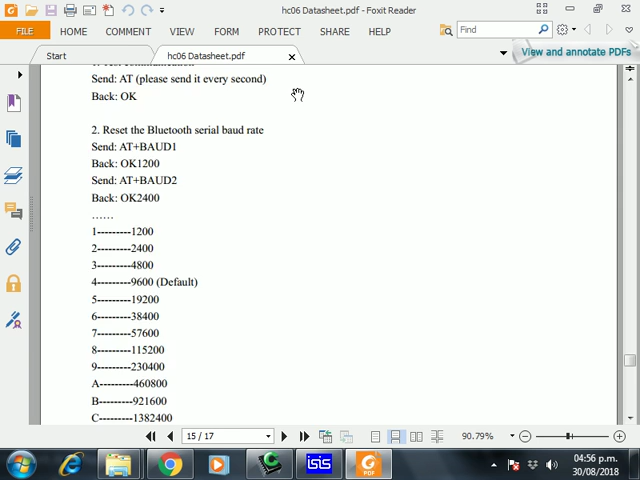 hc06 Datasheet.pdf - Foxit Reader
FILE HOME COMMENT VIEW FORM PROTECT SHARE HELP Find
Start hc06 Datasheet.pdf View and annotate PDFs
Send: AT (please send it every second)
Back: OK
2. Reset the Bluetooth serial baud rate
Send: AT+BAUD1
Back: OK1200
Send: AT+BAUD2
Back: OK2400
……
1---------1200
2---------2400
3---------4800
4---------9600 (Default)
5---------19200
6---------38400
7---------57600
8---------115200
9---------230400
A---------460800
B---------921600
C---------1382400
15 / 17 90.79%
04:56 p.m.
30/08/2018